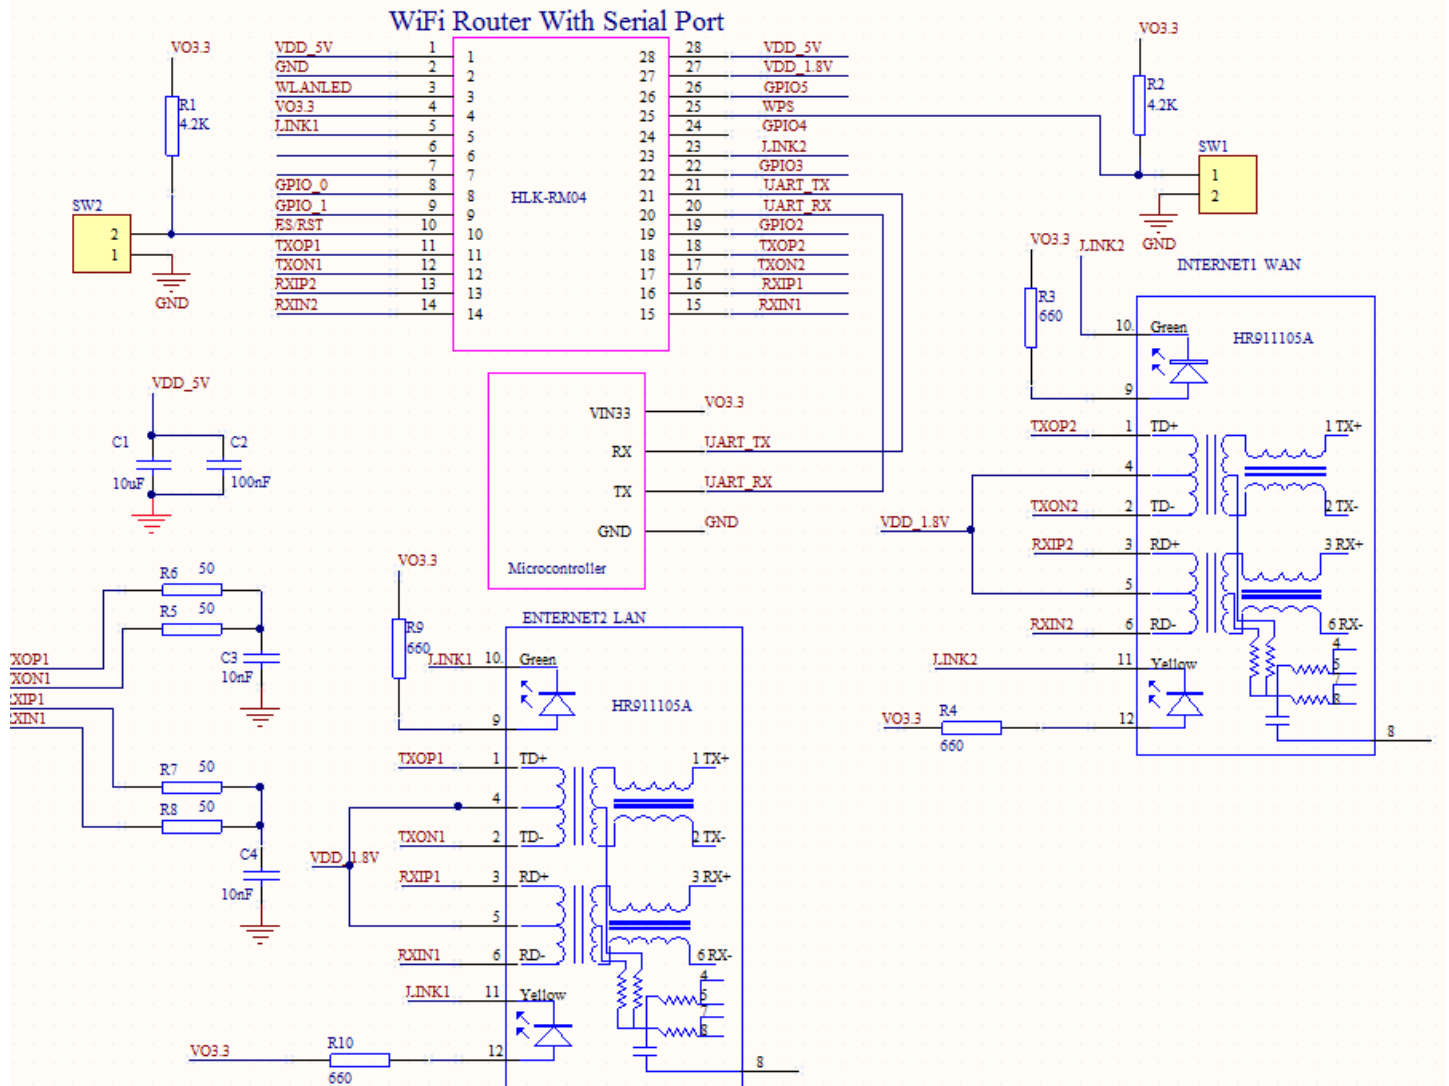 WiFi Router With Serial Port
VO3.3
R1
4.2K
SW2
2
1
GND
VDD_5V 1 1
GND 2 2
WLANLED 3 3
VO3.3 4 4
LINK1 5 5
6 6
7 7
GPIO_0 8 8
GPIO_1 9 9
ES/RST 10 10
TXOP1 11 11
TXON1 12 12
RXIP2 13 13
RXIN2 14 14
HLK-RM04
28 28 VDD_5V
27 27 VDD_1.8V
26 26 GPIO5
25 25 WPS
24 24 GPIO4
23 23 LINK2
22 22 GPIO3
21 21 UART_TX
20 20 UART_RX
19 19 GPIO2
18 18 TXOP2
17 17 TXON2
16 16 RXIP1
15 15 RXIN1
VO3.3
R2
4.2K
SW1
1
2
GND
VDD_5V
C1
10uF
C2
100nF
VIN33 VO3.3
RX UART_TX
TX UART_RX
GND GND
Microcontroller
INTERNET1 WAN
HR911105A
VO3.3
LINK2
R3
660
10 Green
9
TXOP2 1 TD+ 1 TX+
4
TXON2 2 TD- 2 TX-
VDD_1.8V
RXIP2 3 RD+ 3 RX+
5
RXIN2 6 RD- 6 RX-
LINK2 11 Yellow
4
5
7
8
VO3.3
R4
660
12
8
R6 50
R5 50
XOP1
XON1
C3
10nF
XIP1
XIN1
R7 50
R8 50
C4
10nF
ENTERNET2 LAN
HR911105A
VO3.3
R9
660
LINK1 10 Green
9
TXOP1 1 TD+ 1 TX+
4
TXON1 2 TD- 2 TX-
VDD_1.8V
RXIP1 3 RD+ 3 RX+
5
RXIN1 6 RD- 6 RX-
LINK1 11 Yellow
4
5
7
8
VO3.3
R10
660
12
8